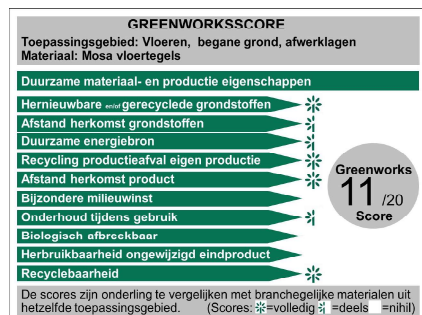 GREENWORKSSCORE
Toepassingsgebied: Vloeren, begane grond, afwerklagen
Materiaal: Mosa vloertegels
Duurzame materiaal- en productie eigenschappen
Hernieuwbare en/of gerecyclede grondstoffen
Afstand herkomst grondstoffen
Duurzame energiebron
Recycling productieafval eigen productie
Afstand herkomst product
Bijzondere milieuwinst
Onderhoud tijdens gebruik
Biologisch afbreekbaar
Herbruikbaarheid ongewijzigd eindproduct
Recyclebaarheid
Greenworks
11 /20
Score
De scores zijn onderling te vergelijken met branchegelijke materialen uit
hetzelfde toepassingsgebied. (Scores: =volledig =deels =nihil)